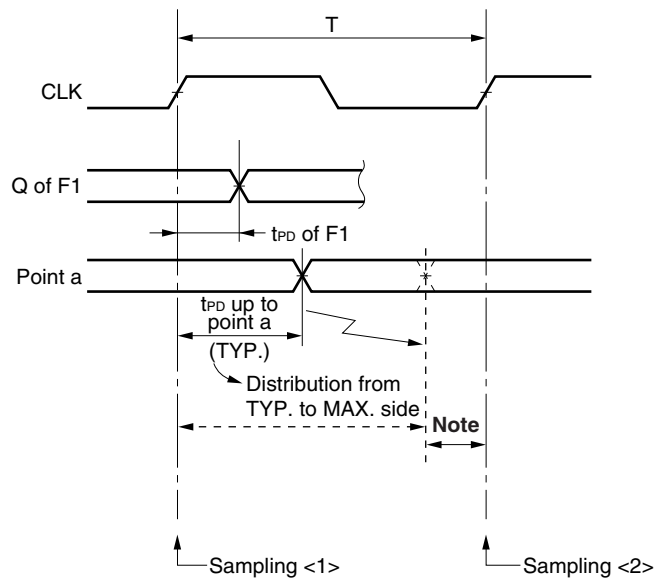 T
CLK
Q of F1
tPD of F1
Point a
tPD up to
point a
(TYP.)
Distribution from
TYP. to MAX. side
Note
Sampling <1>
Sampling <2>